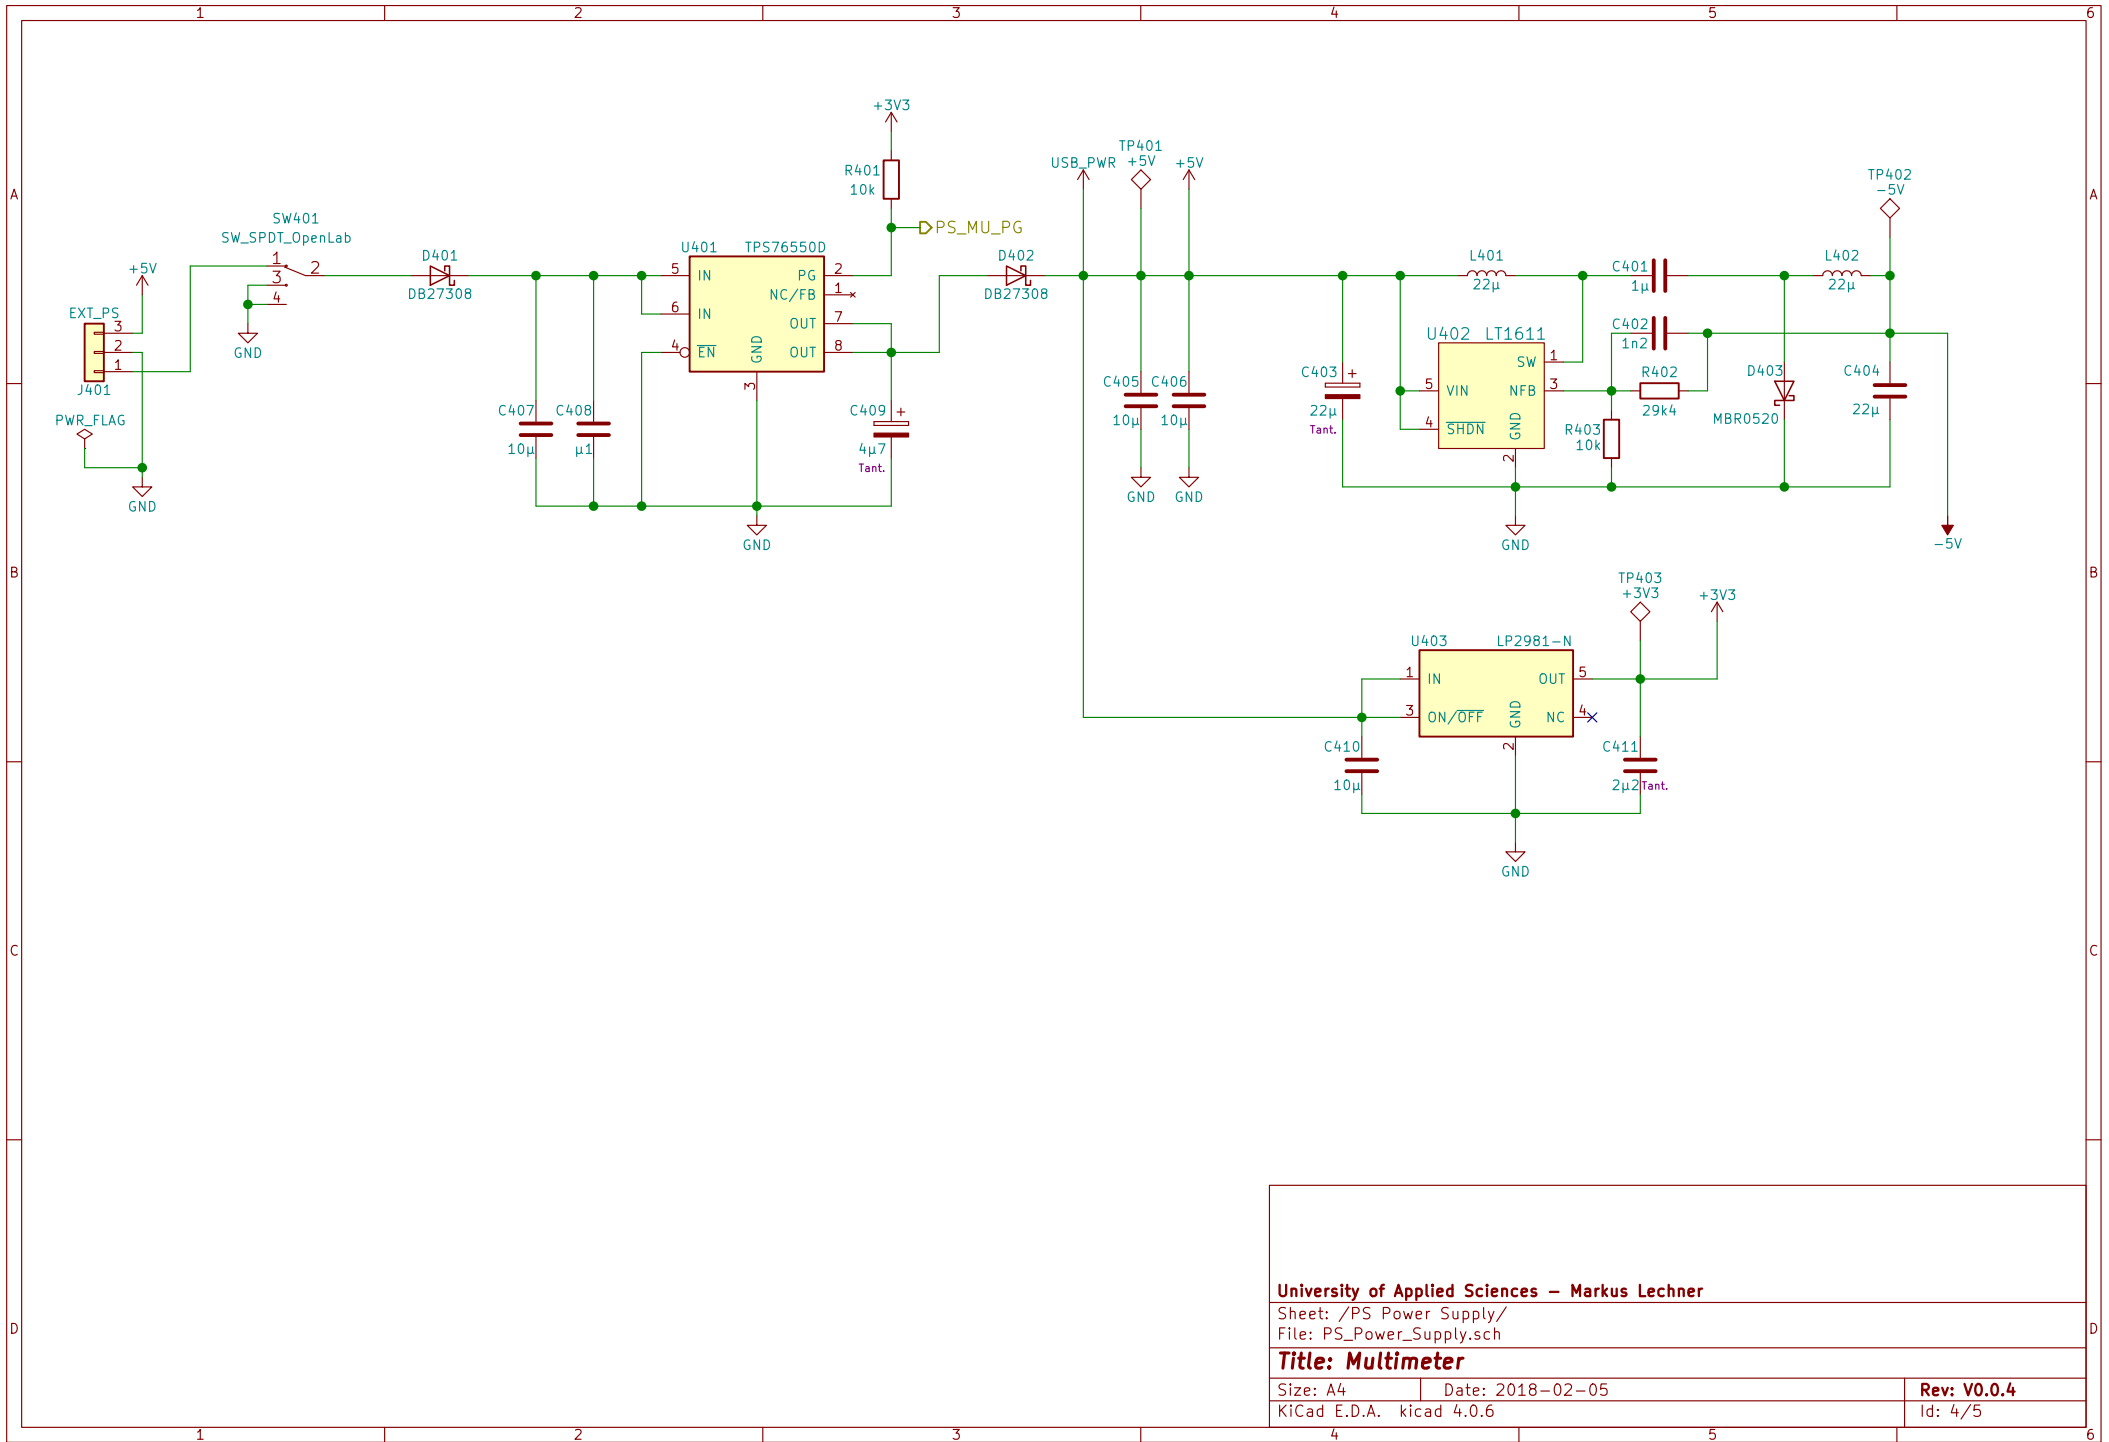 1 2 3 4 5 6
A
B
C
D
A
B
C
D
1 2 3 4 5 6
SW401
SW_SPDT_OpenLab
1
2
3
4
GND
+5V
EXT_PS
3
2
1
J401
PWR_FLAG
GND
D401
DB27308
C407
10µ
C408
µ1
U401 TPS76550D
5 IN
6 IN
4 EN
GND
3
PG 2
NC/FB 1
OUT 7
OUT 8
GND
+3V3
R401
10k
PS_MU_PG
C409 +
4µ7
Tant.
D402
DB27308
USB_PWR
TP401
+5V
+5V
C405
10µ
C406
10µ
GND
GND
C403 +
22µ
Tant.
L401
22µ
U402 LT1611
SW 1
5 VIN
NFB 3
4 SHDN
GND
2
GND
C401
1µ
C402
1n2
R402
29k4
R403
10k
D403
MBR0520
L402
22µ
TP402
-5V
C404
22µ
-5V
U403 LP2981-N
1 IN
OUT 5
3 ON/OFF
GND
NC 4
2
C410
10µ
GND
TP403
+3V3
+3V3
C411
2µ2 Tant.
University of Applied Sciences – Markus Lechner
Sheet: /PS Power Supply/
File: PS_Power_Supply.sch
Title: Multimeter
Size: A4 Date: 2018-02-05 Rev: V0.0.4
KiCad E.D.A. kicad 4.0.6 Id: 4/5